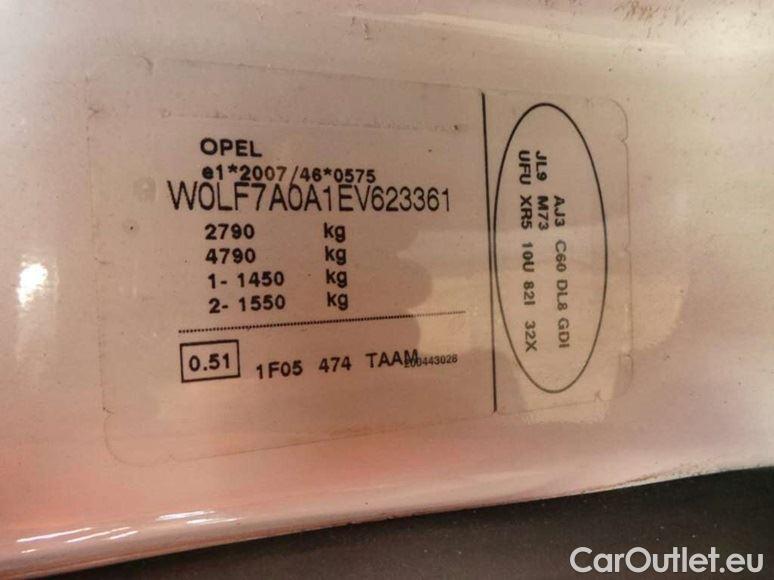 OPEL
e1*2007/46*0575
W0LF7A0A1EV623361
2790 kg
4790 kg
1- 1450 kg
2- 1550 kg
0.51 1F05 474 TAAM 200443028
AJ3 C60 DL8 GDI
JL9 M73
UFU XR5 10U 82I 32X
CarOutlet.eu